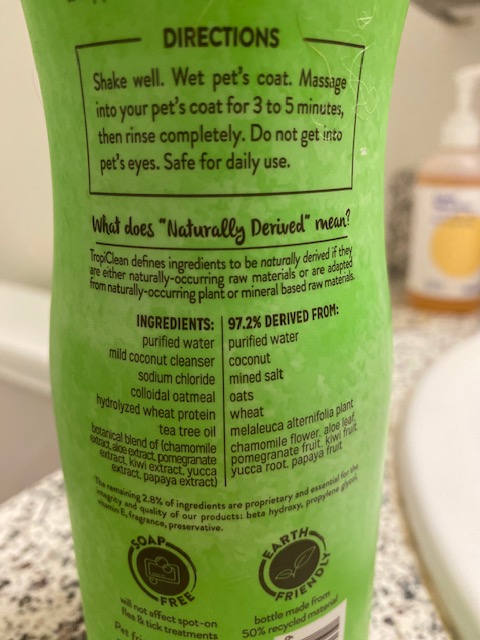 DIRECTIONS
Shake well. Wet pet's coat. Massage
into your pet's coat for 3 to 5 minutes,
then rinse completely. Do not get into
pet's eyes. Safe for daily use.
What does "Naturally Derived" mean?
TropiClean defines ingredients to be naturally derived if they
are either naturally-occurring raw materials or are adapted
from naturally-occurring plant or mineral based raw materials.
INGREDIENTS: 97.2% DERIVED FROM:
purified water purified water
mild coconut cleanser coconut
sodium chloride mined salt
colloidal oatmeal oats
hydrolyzed wheat protein wheat
tea tree oil melaleuca alternifolia plant
botanical blend of (chamomile chamomile flower, aloe leaf,
extract, aloe extract, pomegranate pomegranate fruit, kiwi fruit,
extract, kiwi extract, yucca yucca root, papaya fruit
extract, papaya extract)
The remaining 2.8% of ingredients are proprietary and essential for the
integrity and quality of our products: beta hydroxy, propylene glycol,
vitamin E, fragrance, preservative.
SOAP
FREE
EARTH
FRIENDLY
will not affect spot-on
flea & tick treatments
bottle made from
50% recycled material